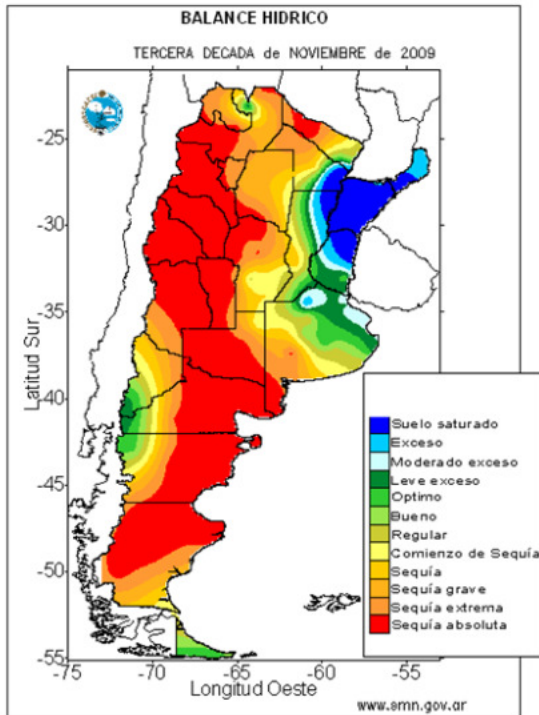 BALANCE HIDRICO
TERCERA DECADA de NOVIEMBRE de 2009
-25
-30
-35
-40
-45
-50
-55
Latitud Sur
-75
-70
-65
-60
-55
Longitud Oeste
Suelo saturado
Exceso
Moderado exceso
Leve exceso
Optimo
Bueno
Regular
Comienzo de Sequía
Sequía
Sequía grave
Sequía extrema
Sequía absoluta
www.smn.gov.ar